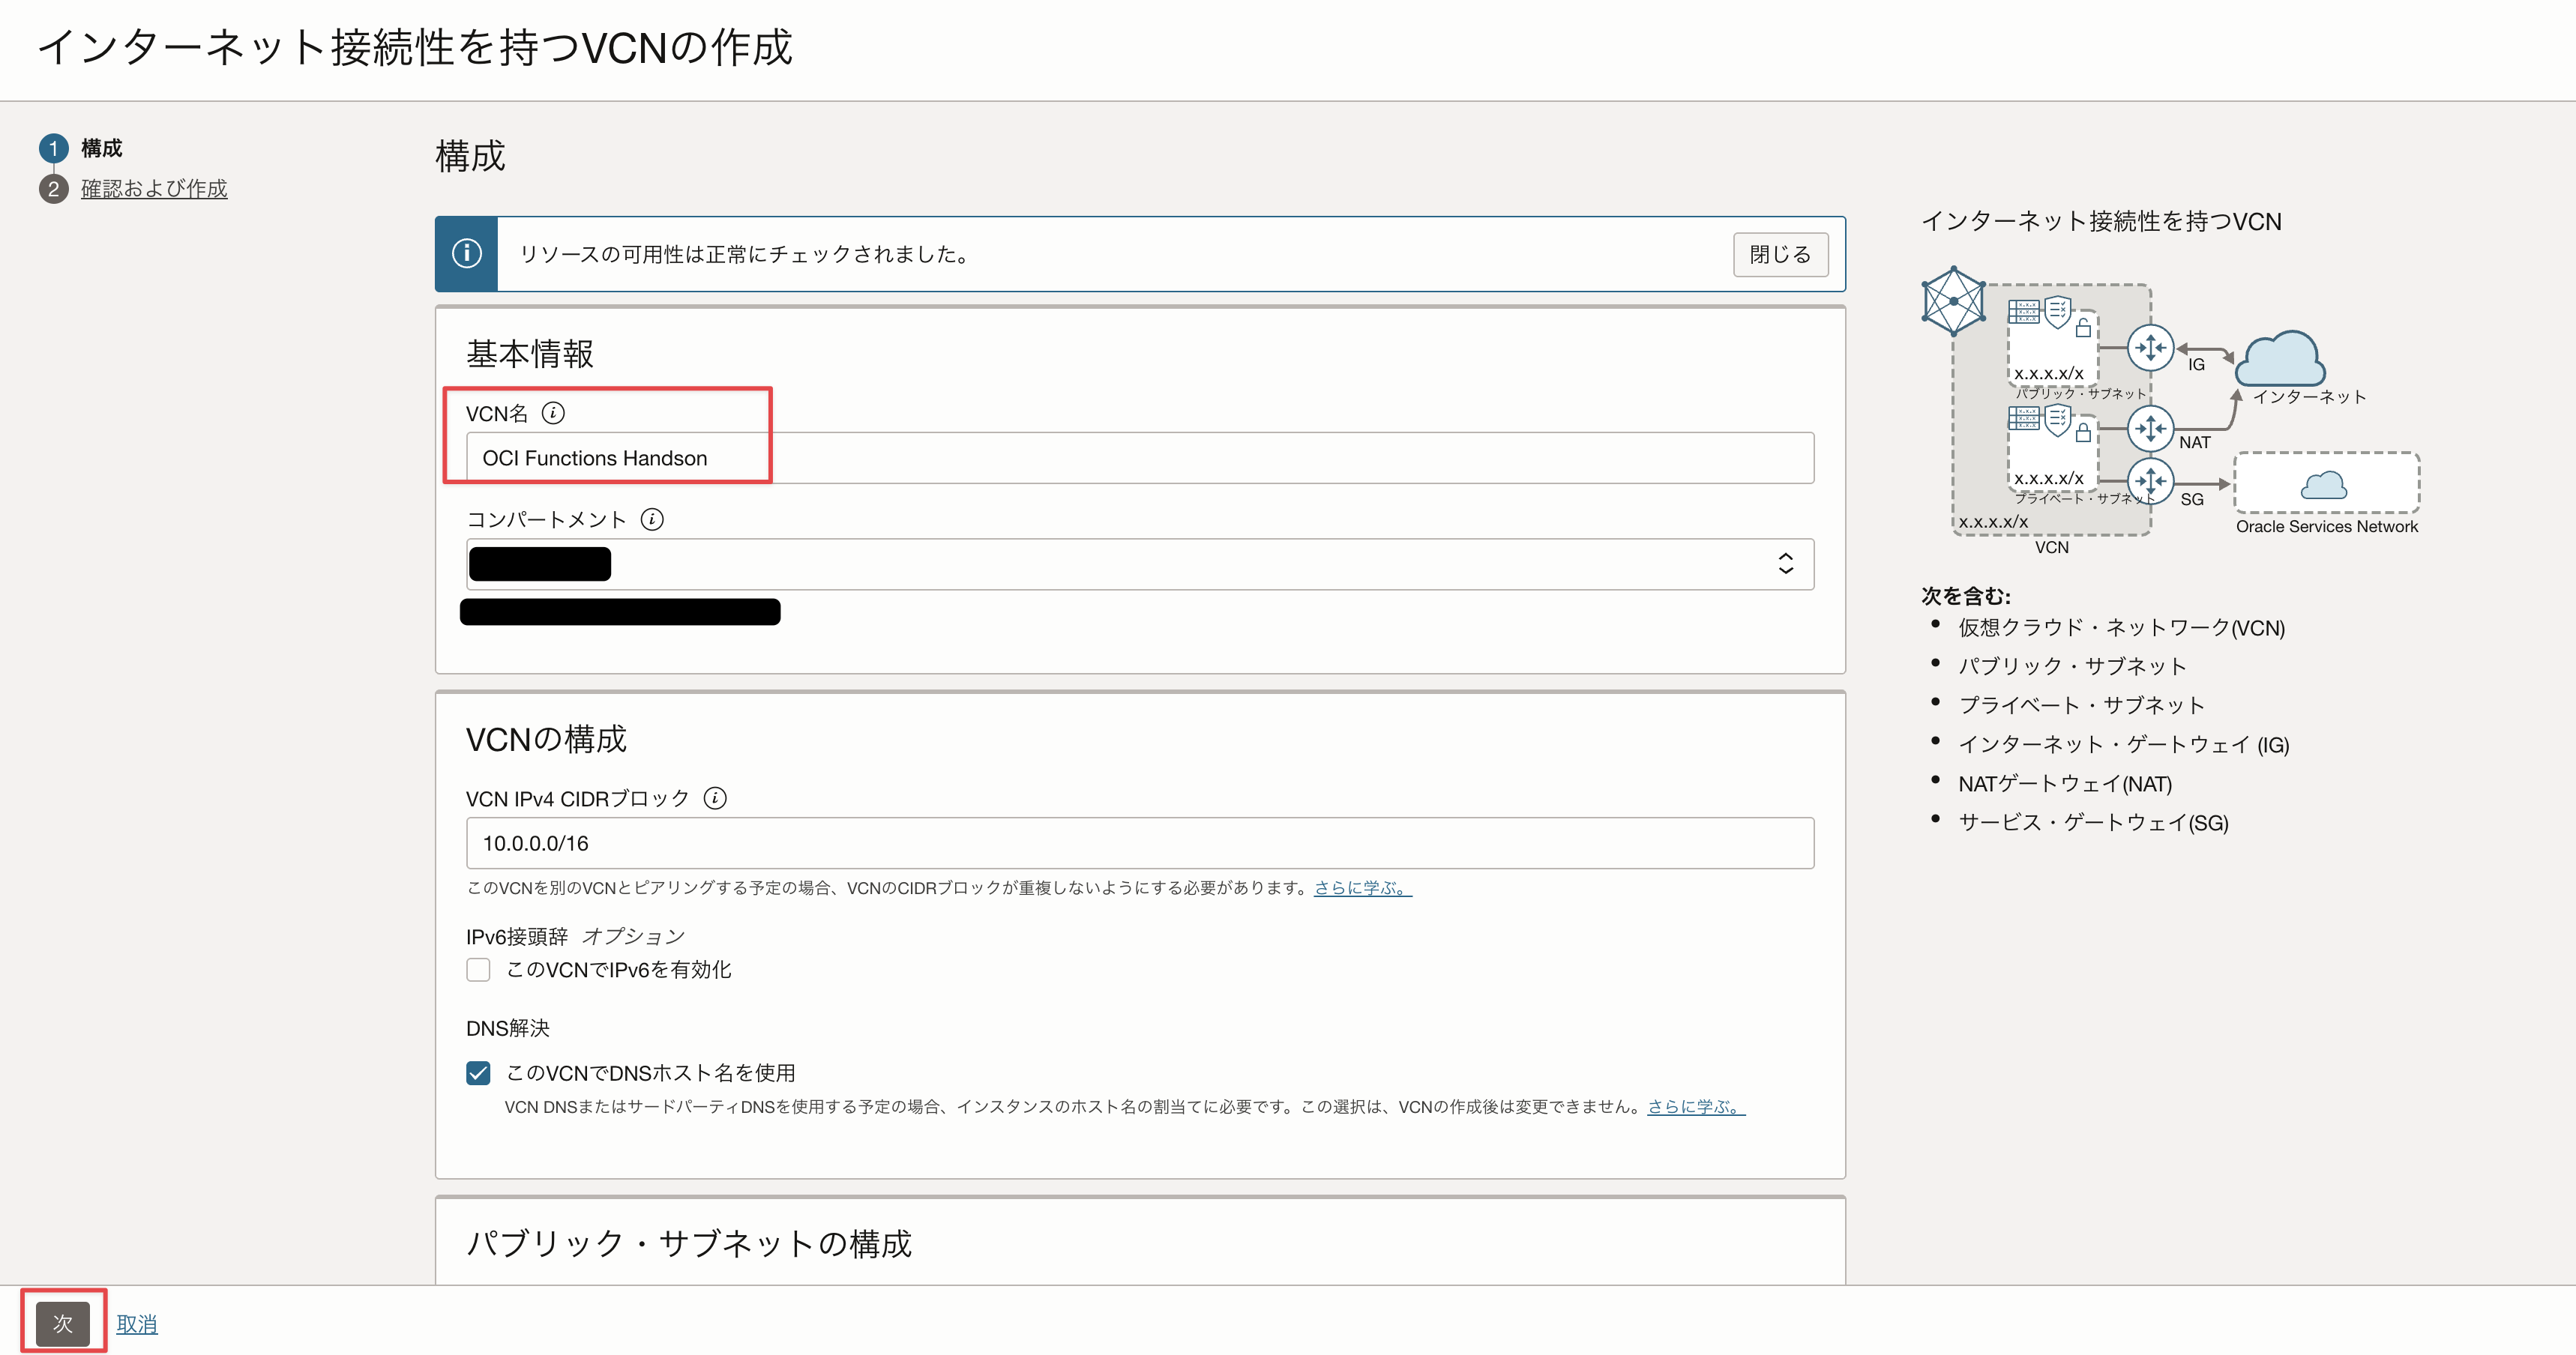 インターネット接続性を持つVCNの作成
1 構成
2 確認および作成
構成
リソースの可用性は正常にチェックされました。
閉じる
基本情報
VCN名
OCI Functions Handson
コンパートメント
VCNの構成
VCN IPv4 CIDRブロック
10.0.0.0/16
このVCNを別のVCNとピアリングする予定の場合、VCNのCIDRブロックが重複しないようにする必要があります。さらに学ぶ。
IPv6接頭辞 オプション
このVCNでIPv6を有効化
DNS解決
このVCNでDNSホスト名を使用
VCN DNSまたはサードパーティDNSを使用する予定の場合、インスタンスのホスト名の割当てに必要です。この選択は、VCNの作成後は変更できません。さらに学ぶ。
パブリック・サブネットの構成
次 取消
インターネット接続性を持つVCN
x.x.x.x/x
パブリック・サブネット
IG
インターネット
NAT
x.x.x.x/x
プライベート・サブネット
SG
x.x.x.x/x
VCN
Oracle Services Network
次を含む:
• 仮想クラウド・ネットワーク(VCN)
• パブリック・サブネット
• プライベート・サブネット
• インターネット・ゲートウェイ (IG)
• NATゲートウェイ(NAT)
• サービス・ゲートウェイ(SG)